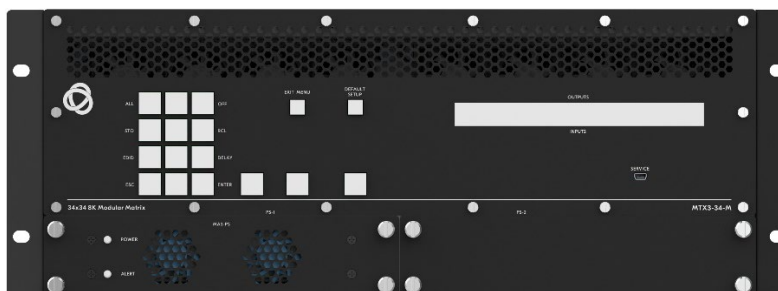 EXIT MENU
DEFAULT
SETUP
OUTPUTS
ALL
OFF
STO
RCL
INPUTS
EDID
DELAY
SERVICE
ESC
ENTER
34x34 8K Modular Matrix
PS-1
PS-2
MTX3-34-M
POWER
ALERT